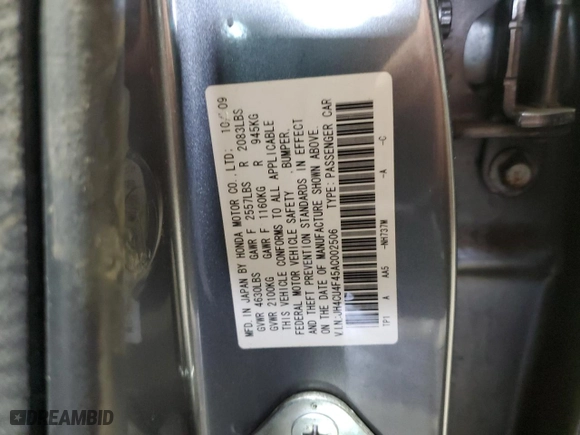 MFD. IN JAPAN BY HONDA MOTOR CO., LTD: 10/09
GVWR 4630LBS GAWR F 2557LBS R 2083LBS
GVWR 2100KG GAWR F 1160KG R 945KG
THIS VEHICLE CONFORMS TO ALL APPLICABLE
FEDERAL MOTOR VEHICLE SAFETY, BUMPER,
AND THEFT PREVENTION STANDARDS IN EFFECT
ON THE DATE OF MANUFACTURE SHOWN ABOVE.
V.I.N: JH4CU4F45AC002506 TYPE: PASSENGER CAR
TP1 A AA5 -NH737M -A -C
DREAMBID